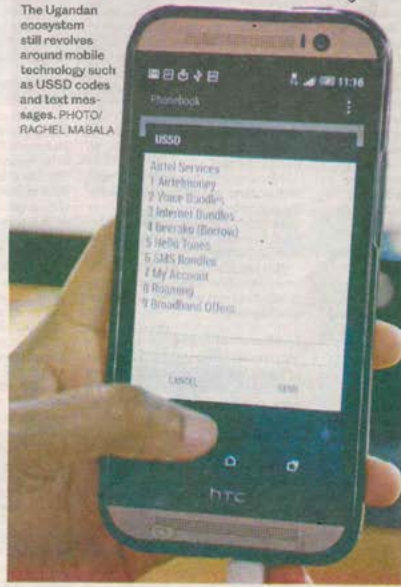 The Ugandan
ecosystem
still revolves
around mobile
technology such
as USSD codes
and text mes-
sages. PHOTO/
RACHEL MABALA
11:16
Phonebook
USSD
Airtel Services
1 Airtelmoney
2 Voice Bundles
3 Internet Bundles
4 Beerako (Borrow)
5 Hello Tunes
6 SMS Bundles
7 My Account
8 Roaming
9 Broadband Offers
CANCEL
SEND
hTC